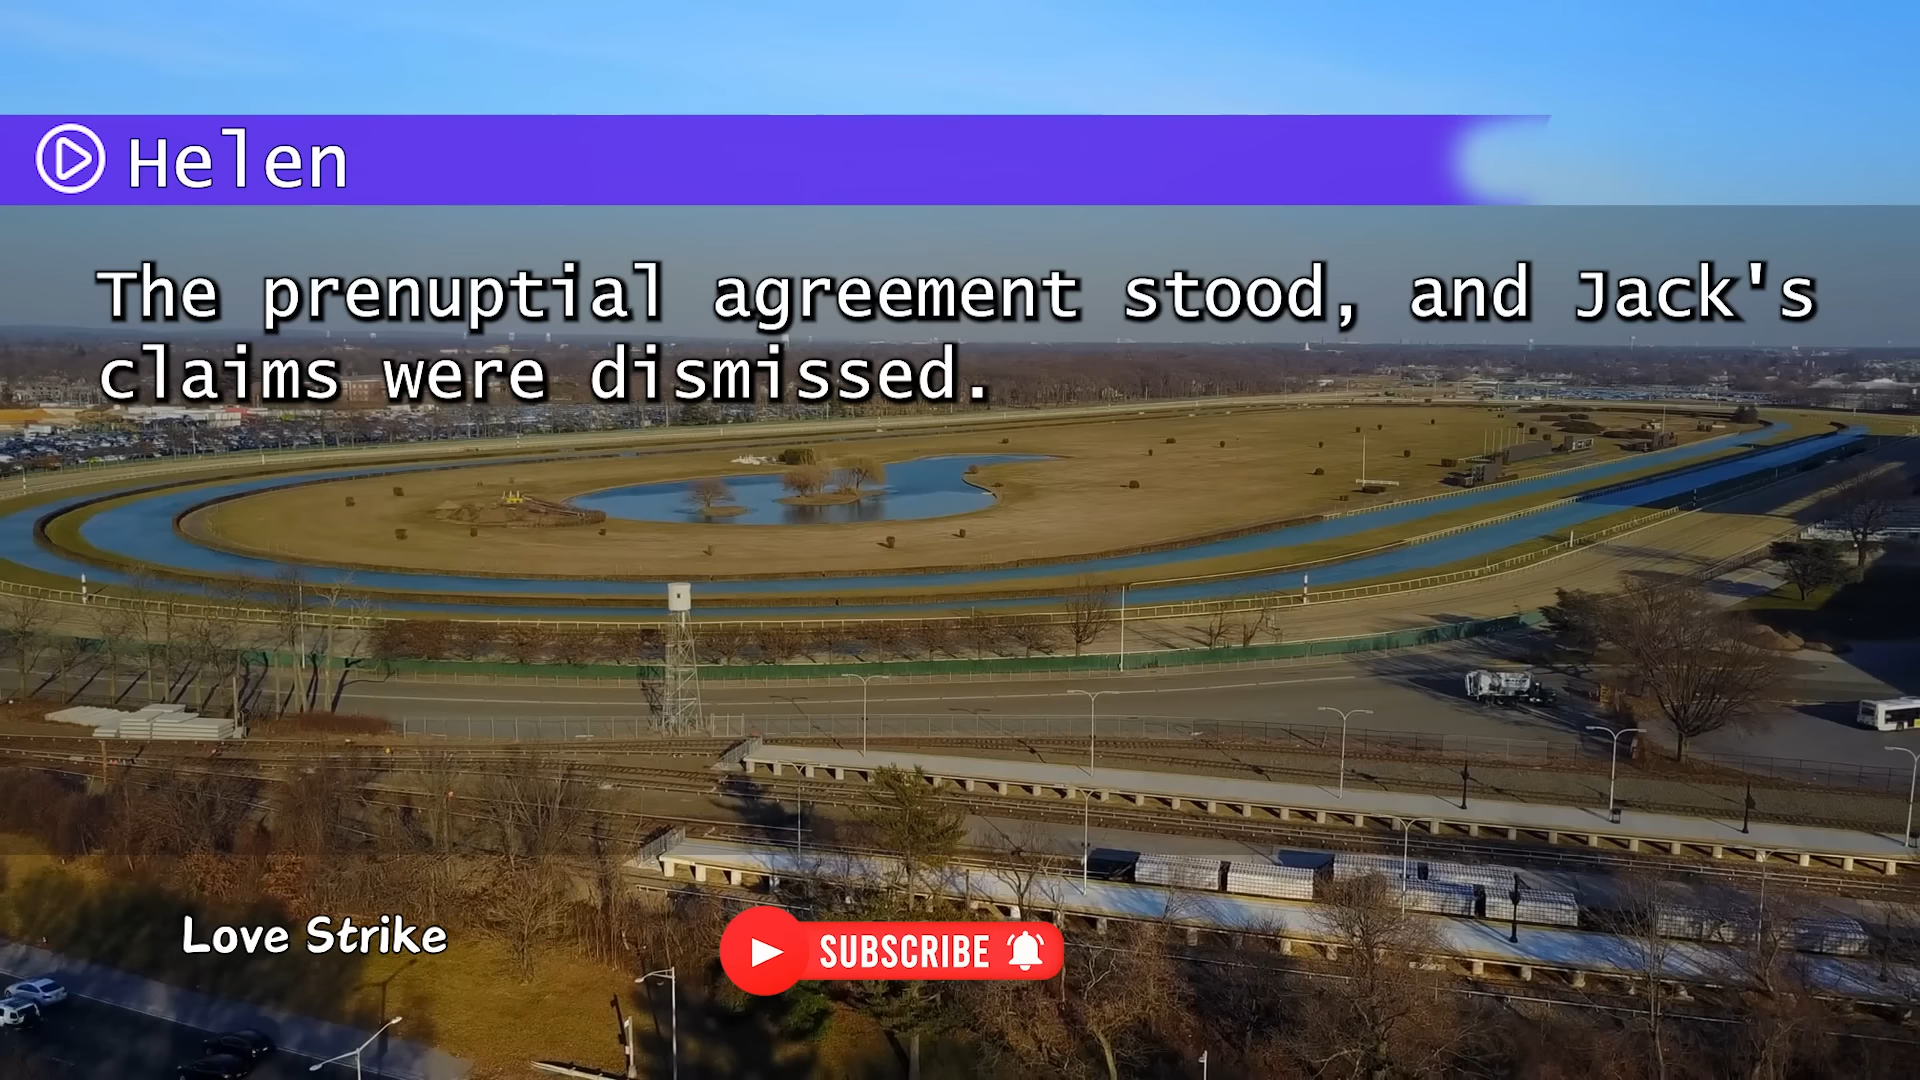 Helen
The prenuptial agreement stood, and Jack's
claims were dismissed.
Love Strike
SUBSCRIBE